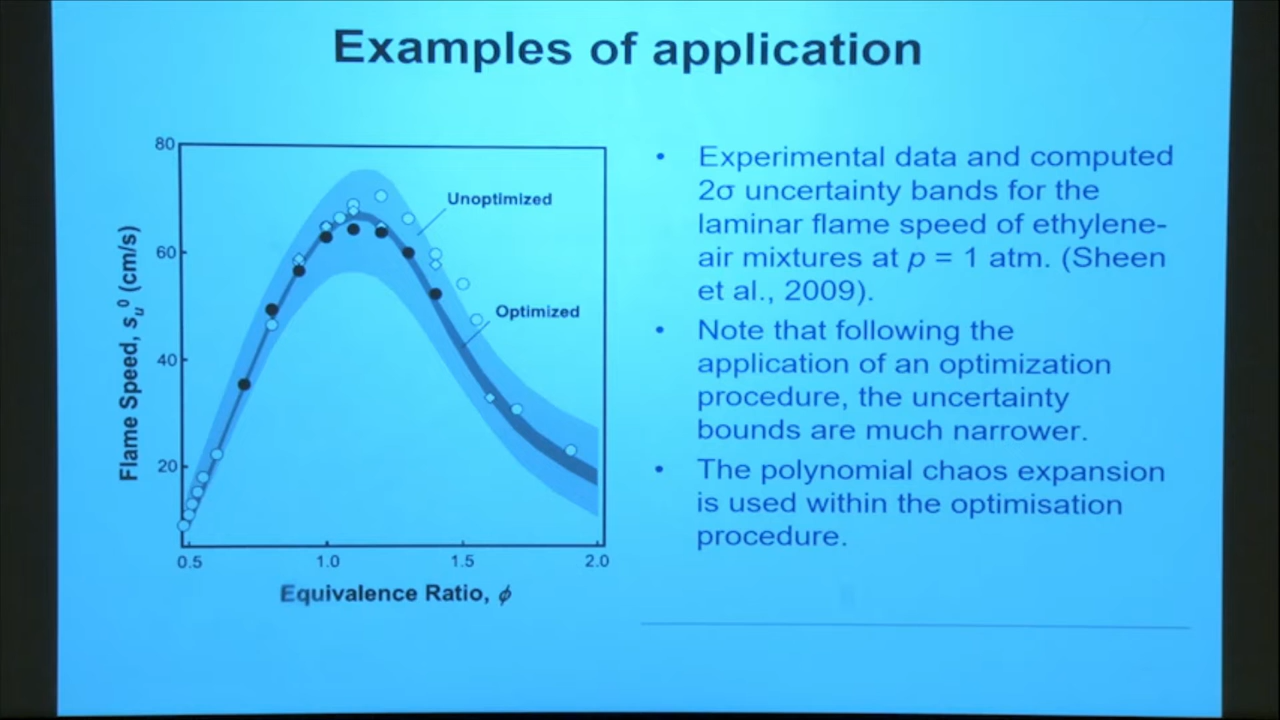 Examples of application
80
60
40
20
Flame Speed, su0 (cm/s)
Unoptimized
Optimized
0.5 1.0 1.5 2.0
Equivalence Ratio, ϕ
• Experimental data and computed
2σ uncertainty bands for the
laminar flame speed of ethylene-
air mixtures at p = 1 atm. (Sheen
et al., 2009).
• Note that following the
application of an optimization
procedure, the uncertainty
bounds are much narrower.
• The polynomial chaos expansion
is used within the optimisation
procedure.